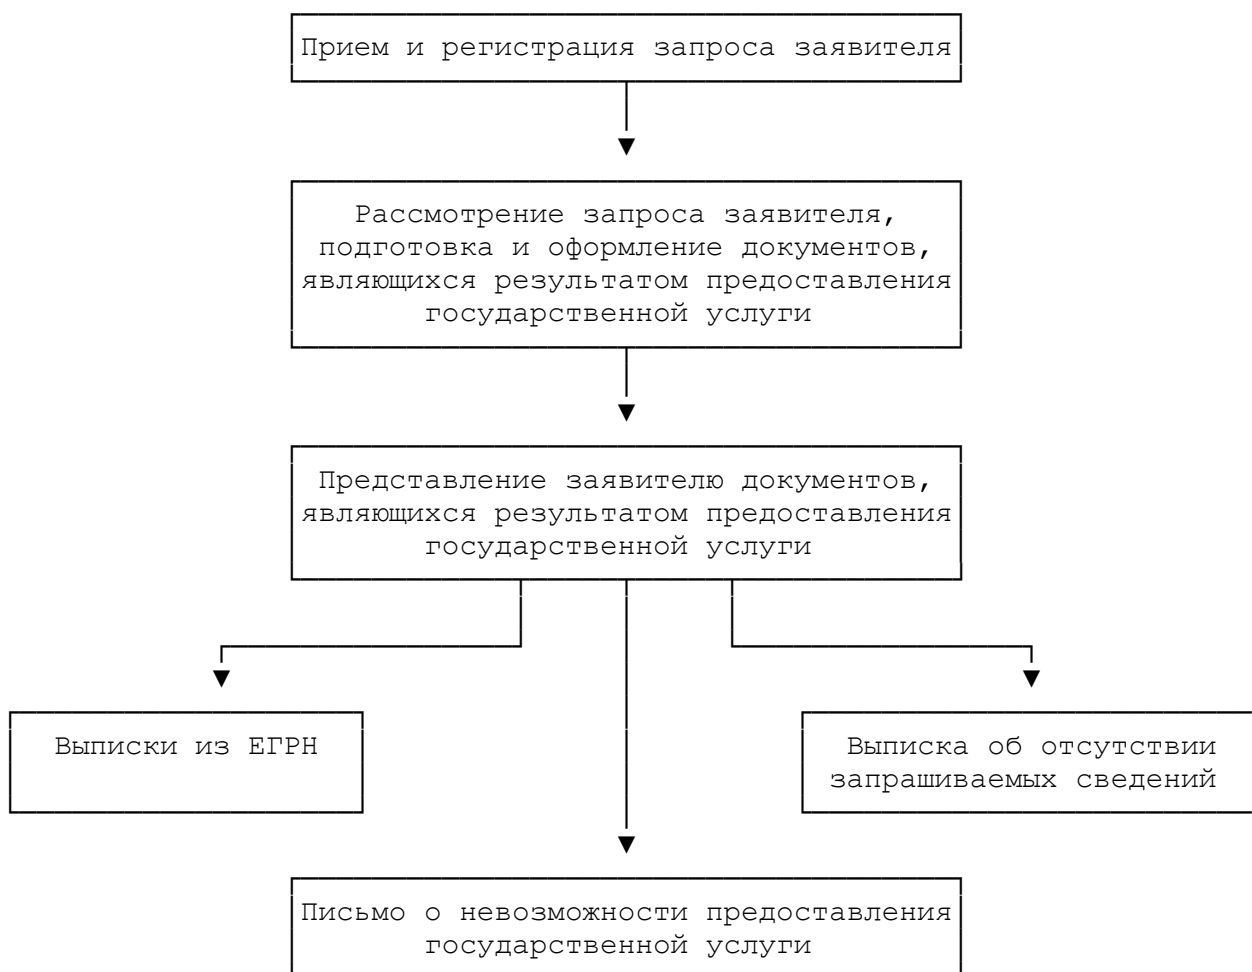 Прием и регистрация запроса заявителя
Рассмотрение запроса заявителя,
подготовка и оформление документов,
являющихся результатом предоставления
государственной услуги
Представление заявителю документов,
являющихся результатом предоставления
государственной услуги
Выписки из ЕГРН
Выписка об отсутствии
запрашиваемых сведений
Письмо о невозможности предоставления
государственной услуги